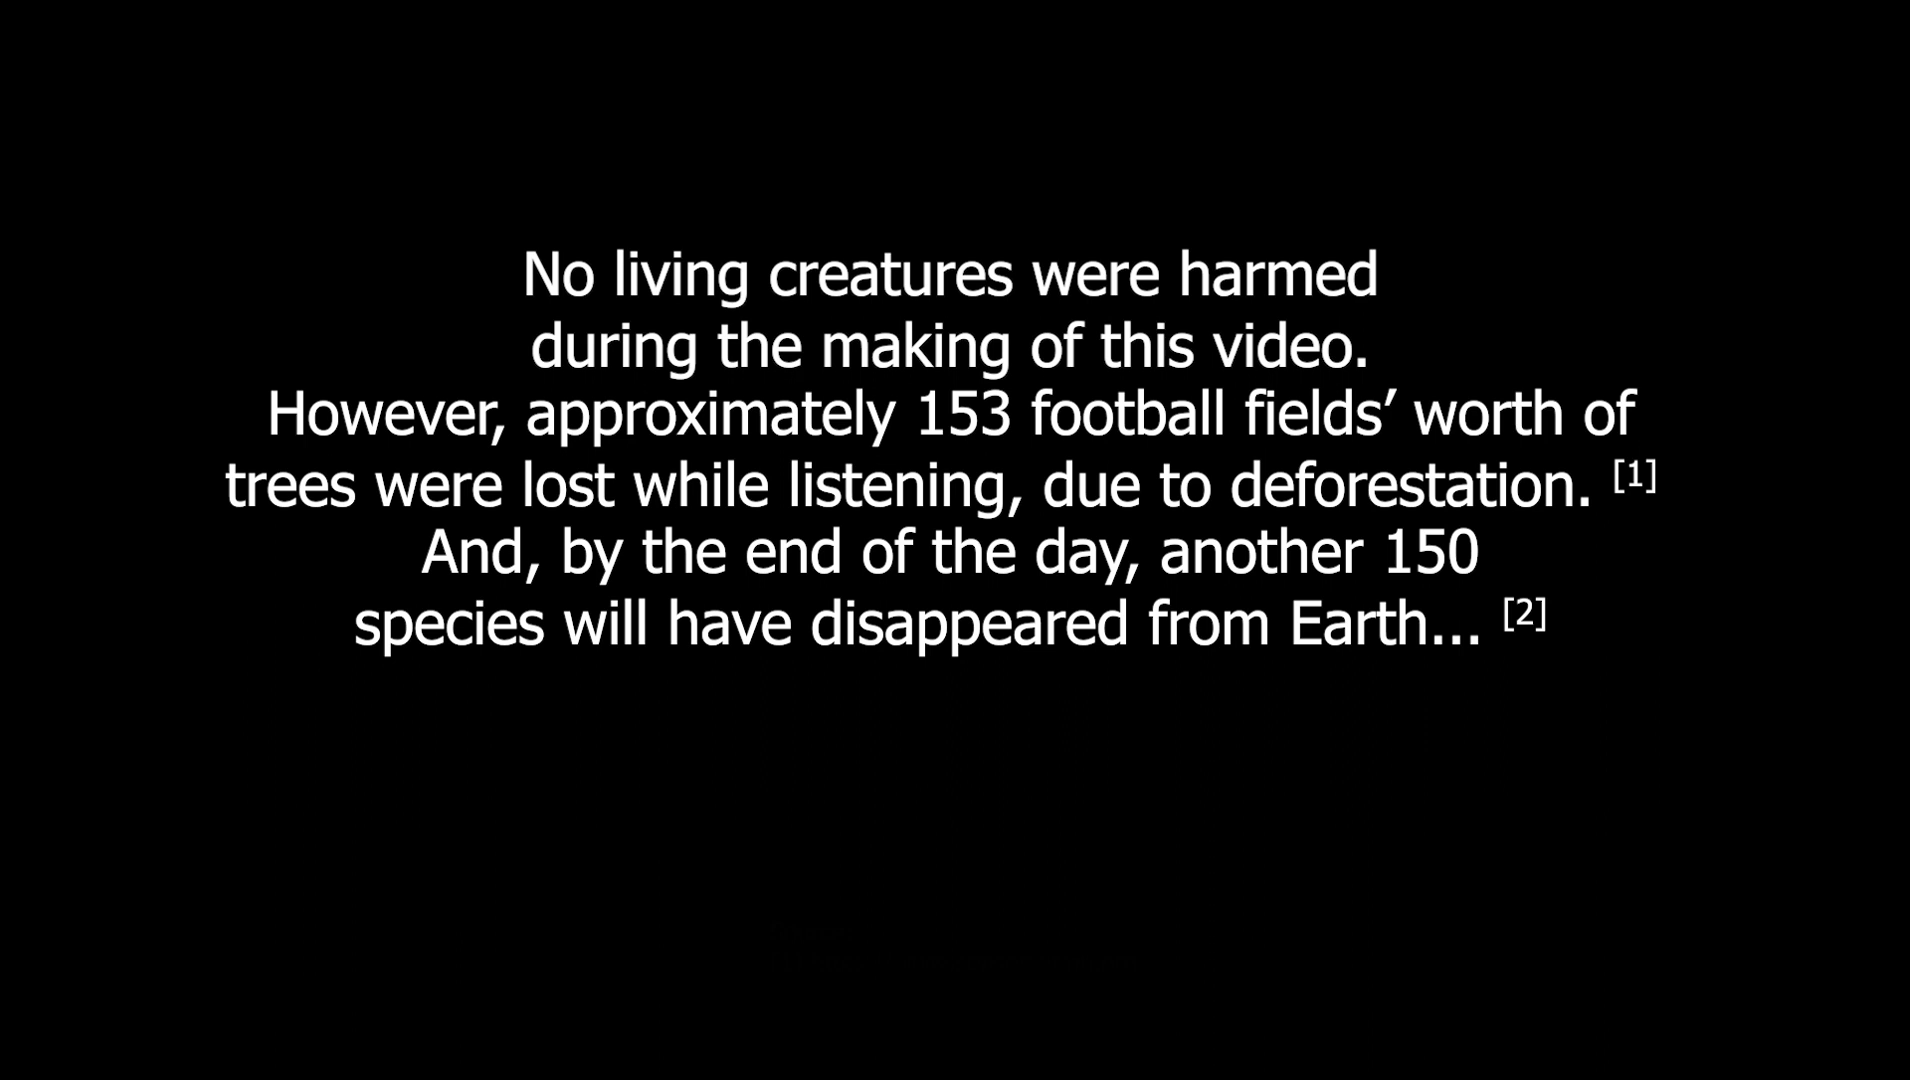 No living creatures were harmed
during the making of this video.
However, approximately 153 football fields’ worth of
trees were lost while listening, due to deforestation. [1]
And, by the end of the day, another 150
species will have disappeared from Earth... [2]